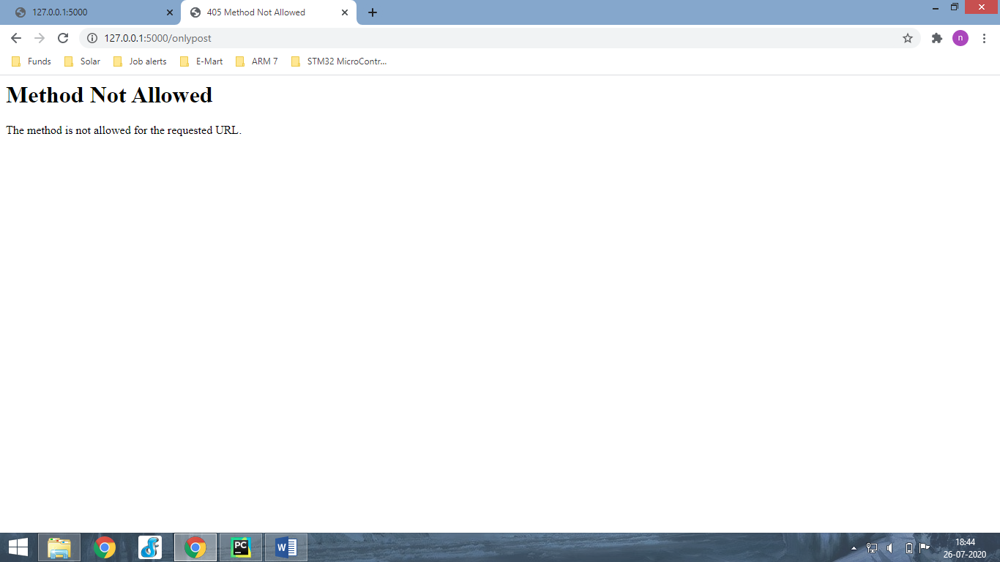 127.0.0.1:5000
405 Method Not Allowed
127.0.0.1:5000/onlypost
n
Funds
Solar
Job alerts
E-Mart
ARM 7
STM32 MicroContr...
Method Not Allowed
The method is not allowed for the requested URL.
PC
W
18:44
26-07-2020